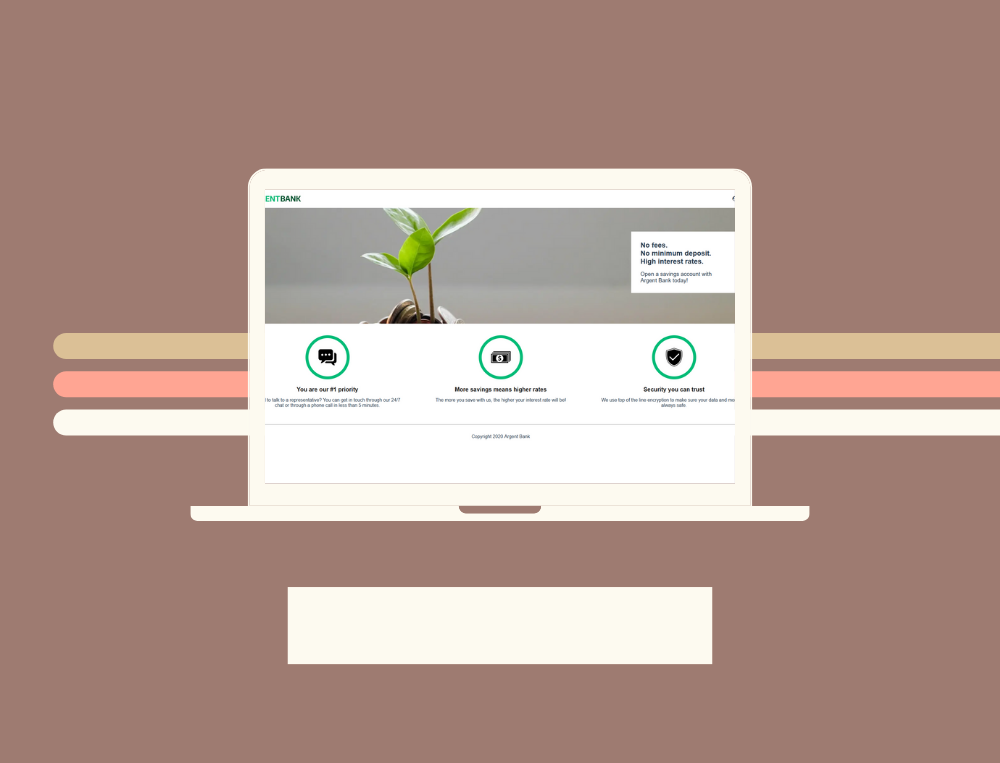 ENTBANK
No fees.
No minimum deposit.
High interest rates.
Open a savings account with
Argent Bank today!
You are our #1 priority
to talk to a representative? You can get in touch through our 24/7
chat or through a phone call in less than 5 minutes.
More savings means higher rates
The more you save with us, the higher your interest rate will be!
Security you can trust
We use top of the line encryption to make sure your data and
always safe.
Copyright 2020 Argent Bank